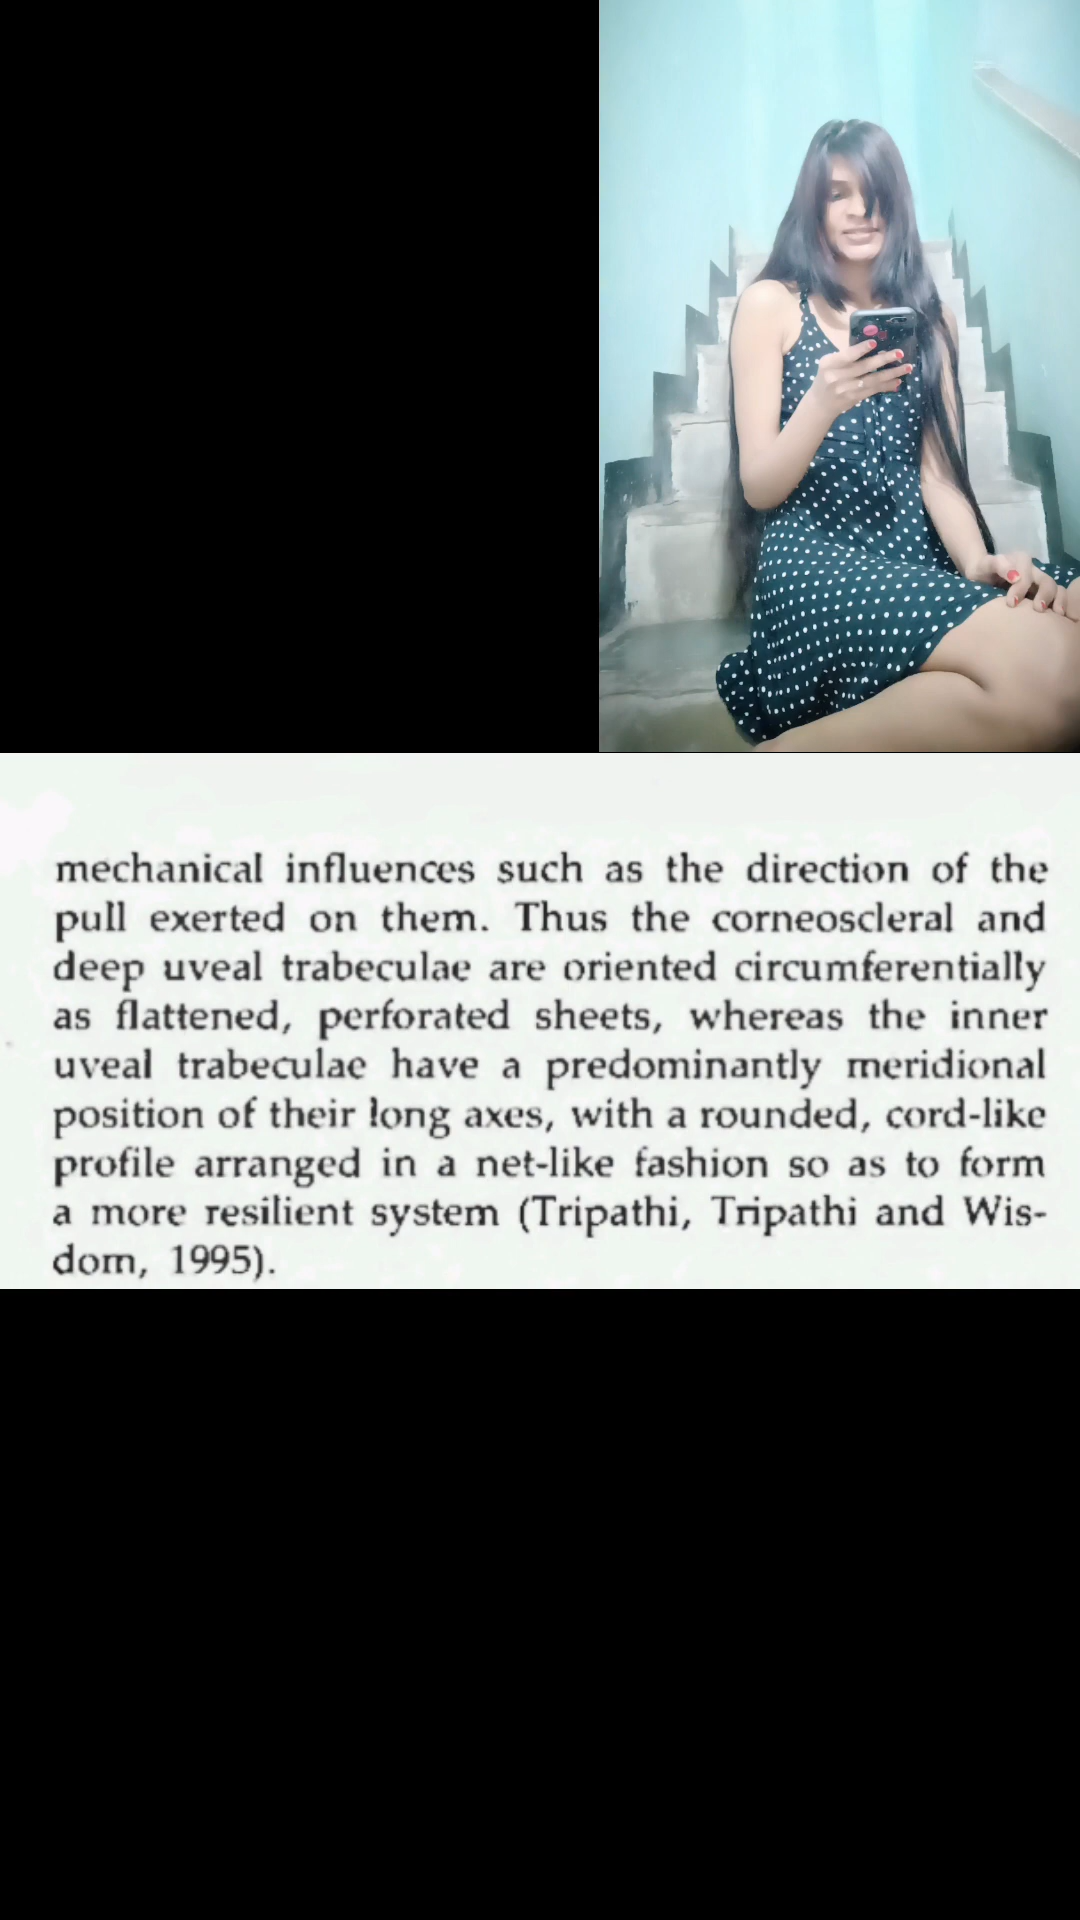 mechanical influences such as the direction of the
pull exerted on them. Thus the corneoscleral and
deep uveal trabeculae are oriented circumferentially
as flattened, perforated sheets, whereas the inner
uveal trabeculae have a predominantly meridional
position of their long axes, with a rounded, cord-like
profile arranged in a net-like fashion so as to form
a more resilient system (Tripathi, Tripathi and Wis-
dom, 1995).